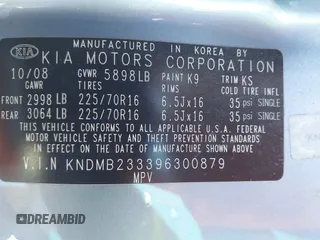 MANUFACTURED IN KOREA BY
KIA KIA MOTORS CORPORATION
10/08 GVWR 5898LB PAINT K9 TRIM KS
GAWR TIRES RIMS
FRONT 2998 LB 225/70R16 6.5Jx16 35 psi SINGLE
REAR 3064 LB 225/70R16 6.5Jx16 35 psi SINGLE
THIS VEHICLE CONFORMS TO ALL APPLICABLE
FEDERAL MOTOR VEHICLE SAFETY AND
THEFT PREVENTION STANDARDS IN
EFFECT ON THE DATE OF
MANUFACTURE SHOWN ABOVE.
V.I.N KNDMB233396300879
MPV
DREAMBID